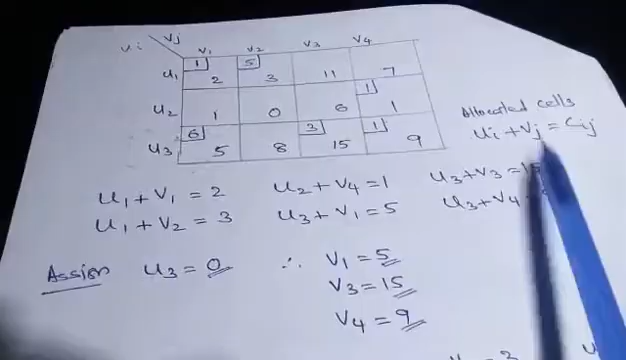 Vj
Ui V1 V2 V3 V4
U1 1 2 5 3 11 7
U2 1 0 6 1 1
U3 6 5 8 3 15 1 9
Allocated cells
Ui + Vj = Cij
U1 + V1 = 2 U2 + V4 = 1 U3 + V3 = 15
U1 + V2 = 3 U3 + V1 = 5 U3 + V4
Assign U3 = 0 ∴ V1 = 5
V3 = 15
V4 = 9